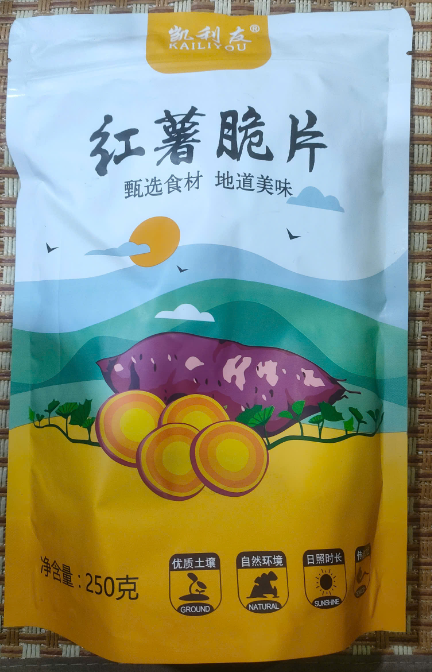 凯利友®
KAILIYOU
红薯脆片
甄选食材 地道美味
净含量：250克
优质土壤
GROUND
自然环境
NATURAL
日照时长
SUNSHINE